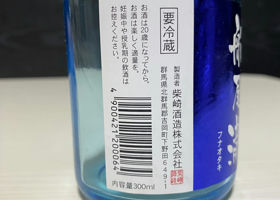 要冷蔵
製造者
柴崎酒造株式会社
群馬県北群馬郡吉岡町下野田649-1
お酒は20歳になってから。
お酒は楽しく適量を。
妊娠中や授乳期の飲酒は
お控えください。
4900421200064
内容量300ml
フナオタキ